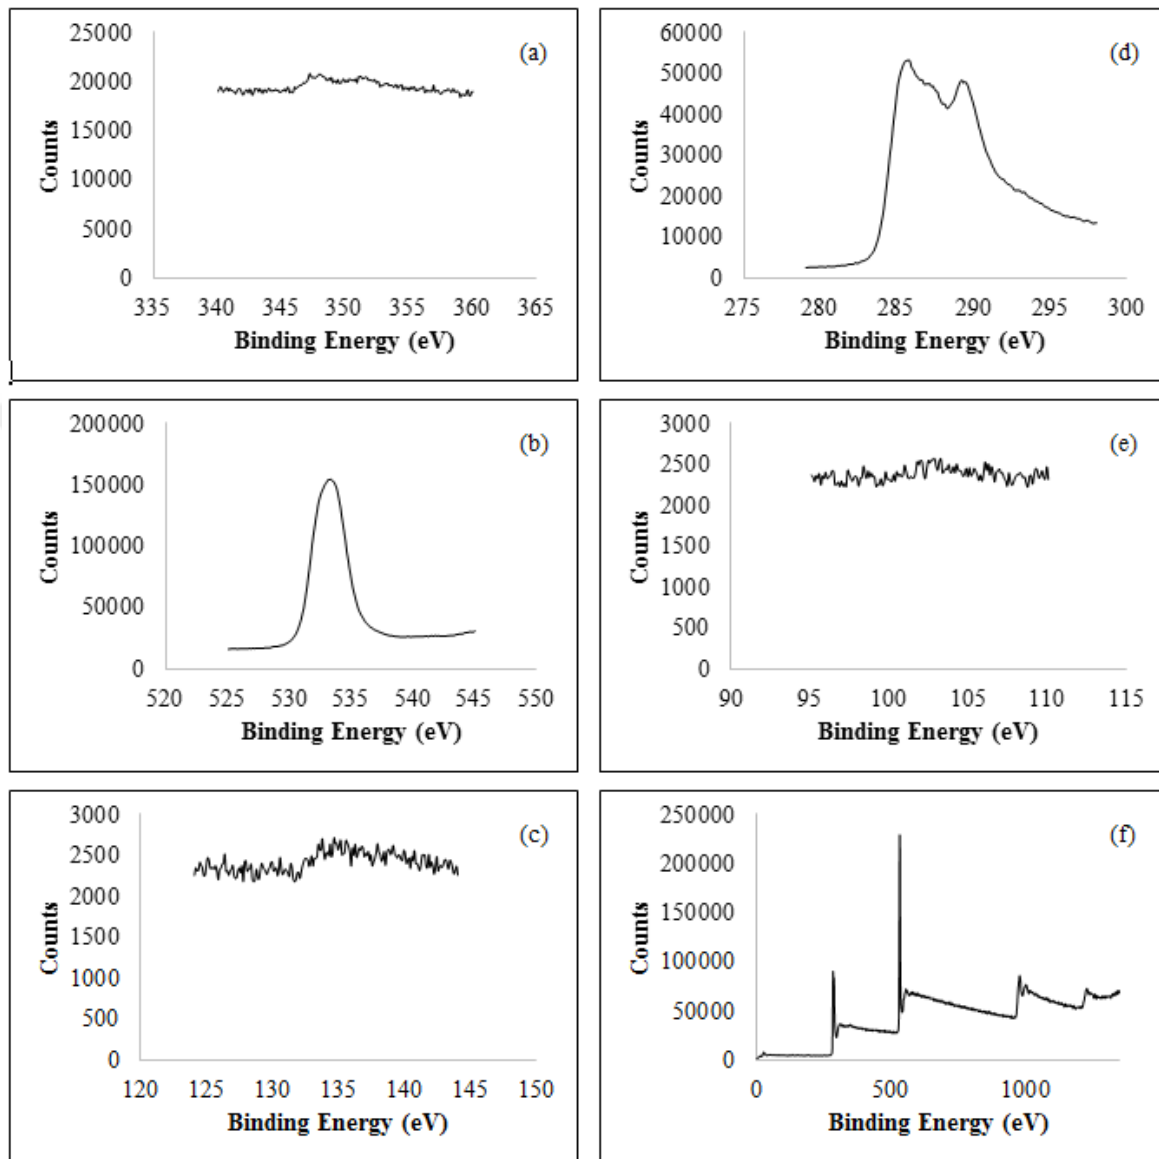 25000
20000
15000
10000
5000
0
335 340 345 350 355 360 365
Counts
Binding Energy (eV)
(a)
60000
50000
40000
30000
20000
10000
0
275 280 285 290 295 300
Counts
Binding Energy (eV)
(d)
200000
150000
100000
50000
0
520 525 530 535 540 545 550
Counts
Binding Energy (eV)
(b)
3000
2500
2000
1500
1000
500
0
90 95 100 105 110 115
Counts
Binding Energy (eV)
(e)
3000
2500
2000
1500
1000
500
0
120 125 130 135 140 145 150
Counts
Binding Energy (eV)
(c)
250000
200000
150000
100000
50000
0
0 500 1000
Counts
Binding Energy (eV)
(f)